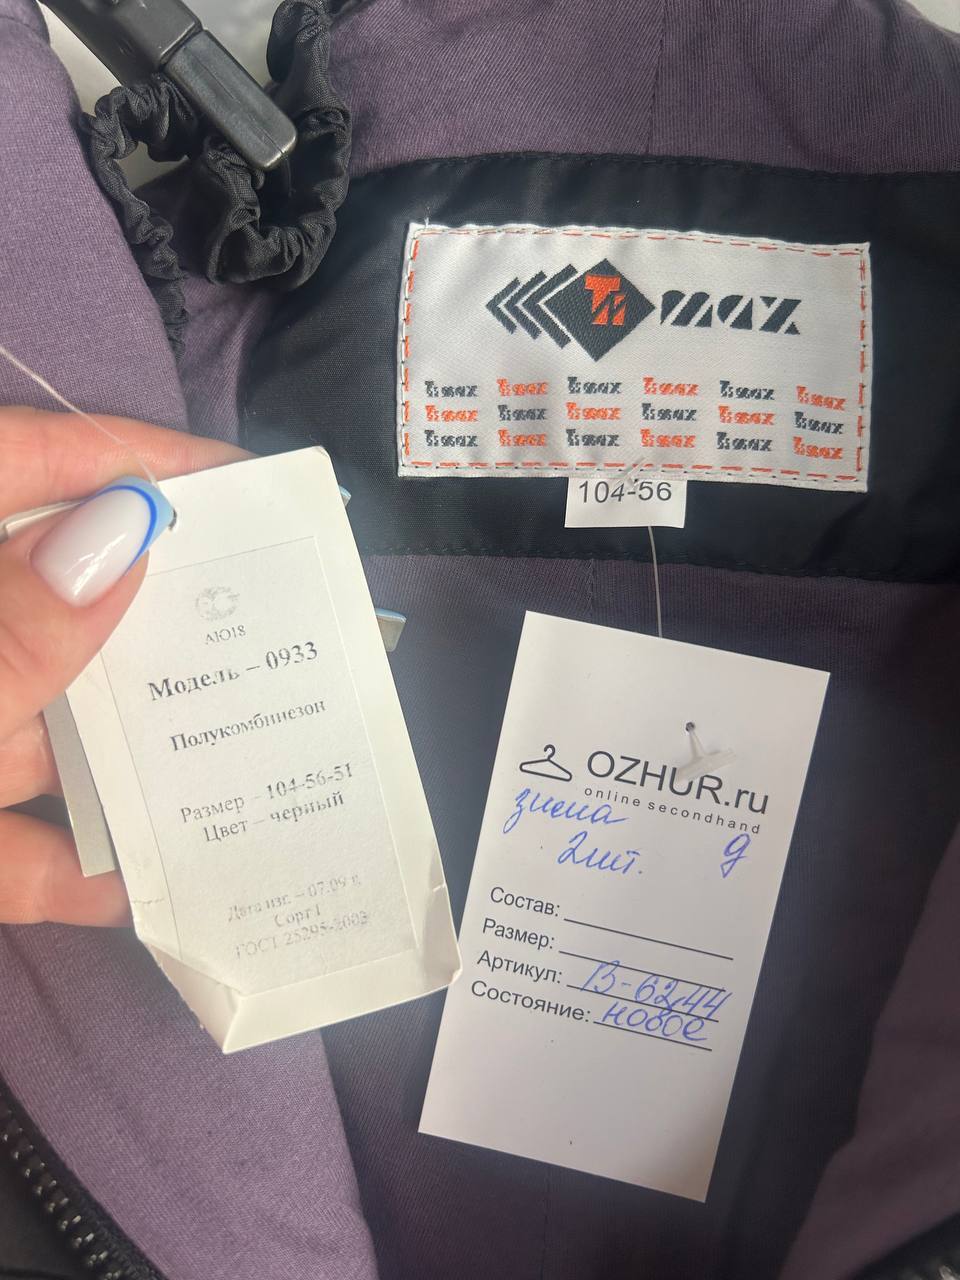 Ti max
Ti max Ti max Ti max Ti max Ti max Ti max
Ti max Ti max Ti max Ti max Ti max Ti max
Ti max Ti max Ti max Ti max Ti max Ti max
104-56
АЮ18
Модель – 0933
Полукомбинезон
Размер – 104-56-51
Цвет – черный
Дата изг. – 07.09 г.
Сорт I
ГОСТ 25295-2003
OZHUR.ru
online secondhand
зима д
2шт.
Состав:
Размер:
Артикул: В-6244
Состояние: новое